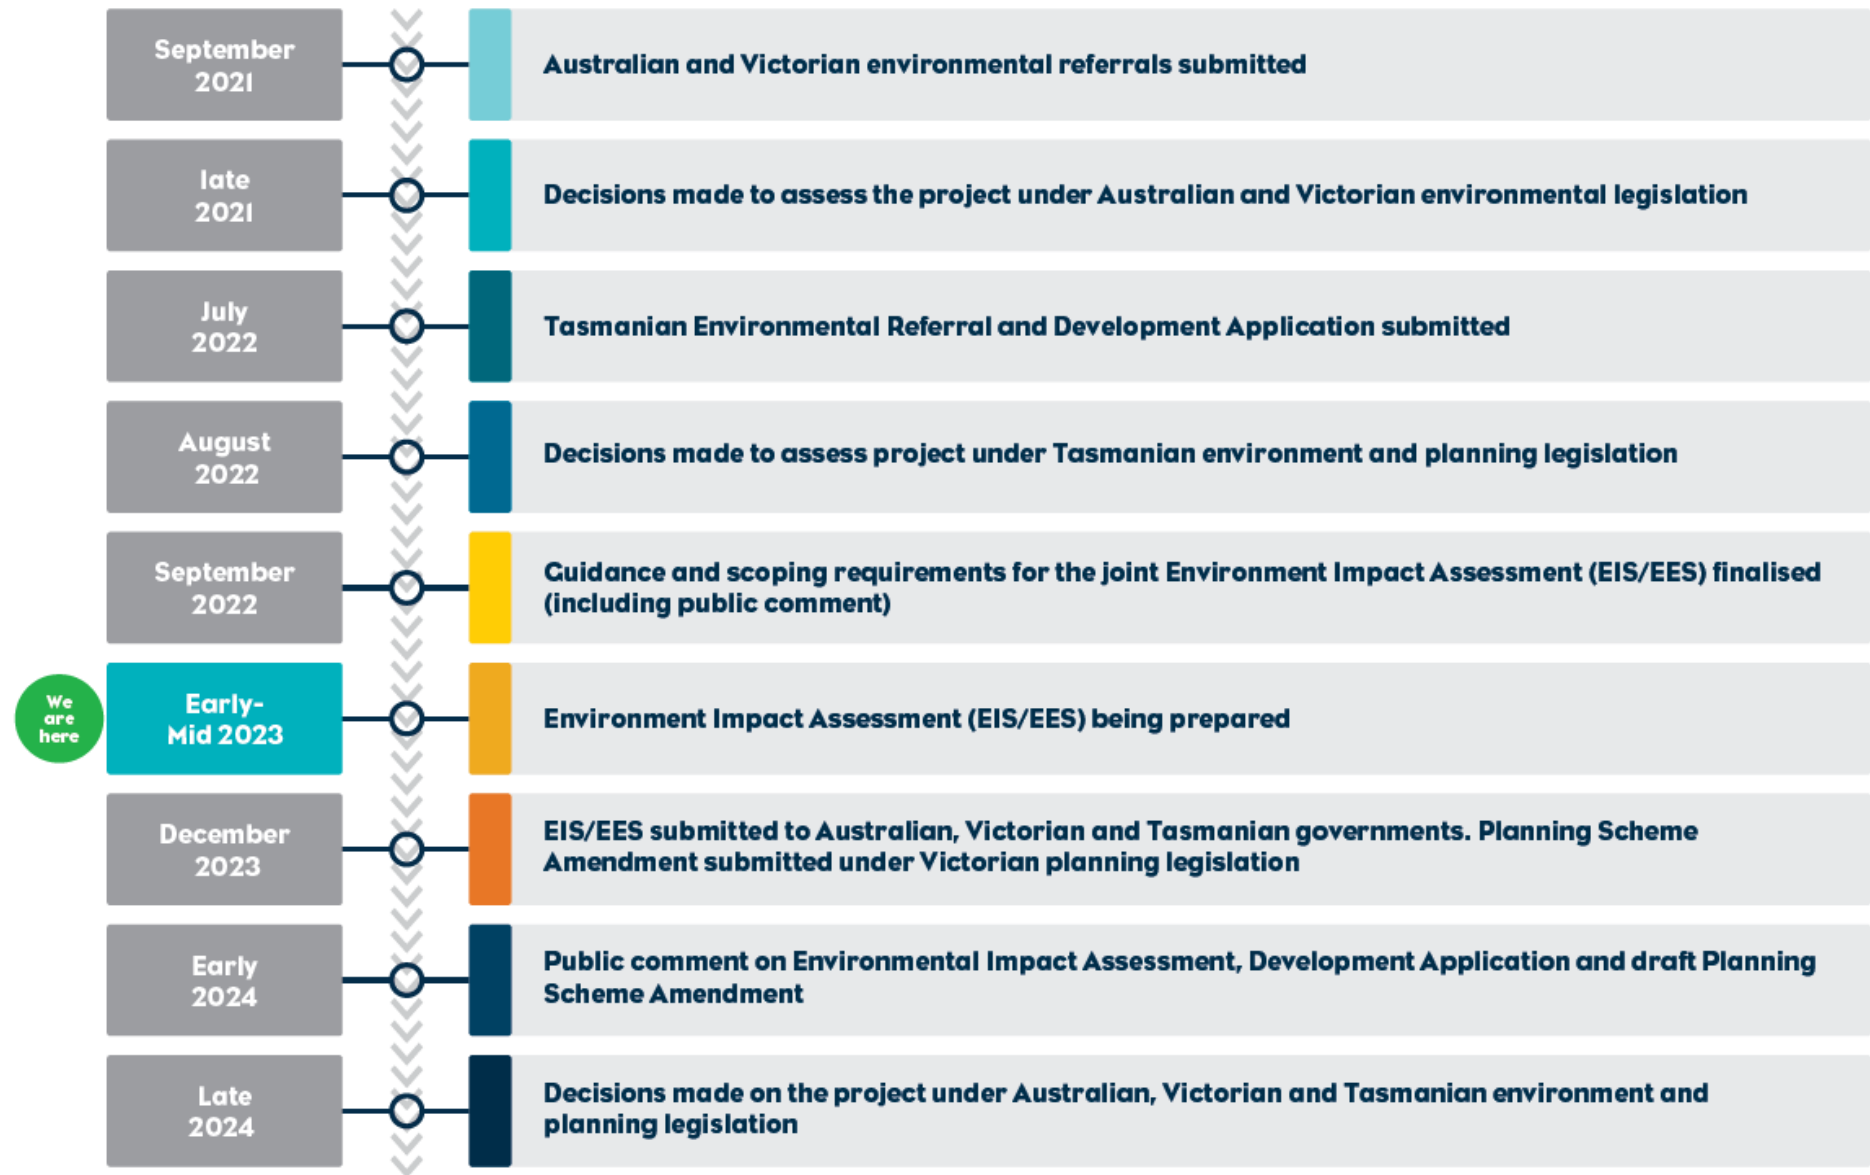 September
2021
Australian and Victorian environmental referrals submitted
late
2021
Decisions made to assess the project under Australian and Victorian environmental legislation
July
2022
Tasmanian Environmental Referral and Development Application submitted
August
2022
Decisions made to assess project under Tasmanian environment and planning legislation
September
2022
Guidance and scoping requirements for the joint Environment Impact Assessment (EIS/EES) finalised
(including public comment)
We
are
here
Early-
Mid 2023
Environment Impact Assessment (EIS/EES) being prepared
December
2023
EIS/EES submitted to Australian, Victorian and Tasmanian governments. Planning Scheme
Amendment submitted under Victorian planning legislation
Early
2024
Public comment on Environmental Impact Assessment, Development Application and draft Planning
Scheme Amendment
Late
2024
Decisions made on the project under Australian, Victorian and Tasmanian environment and
planning legislation